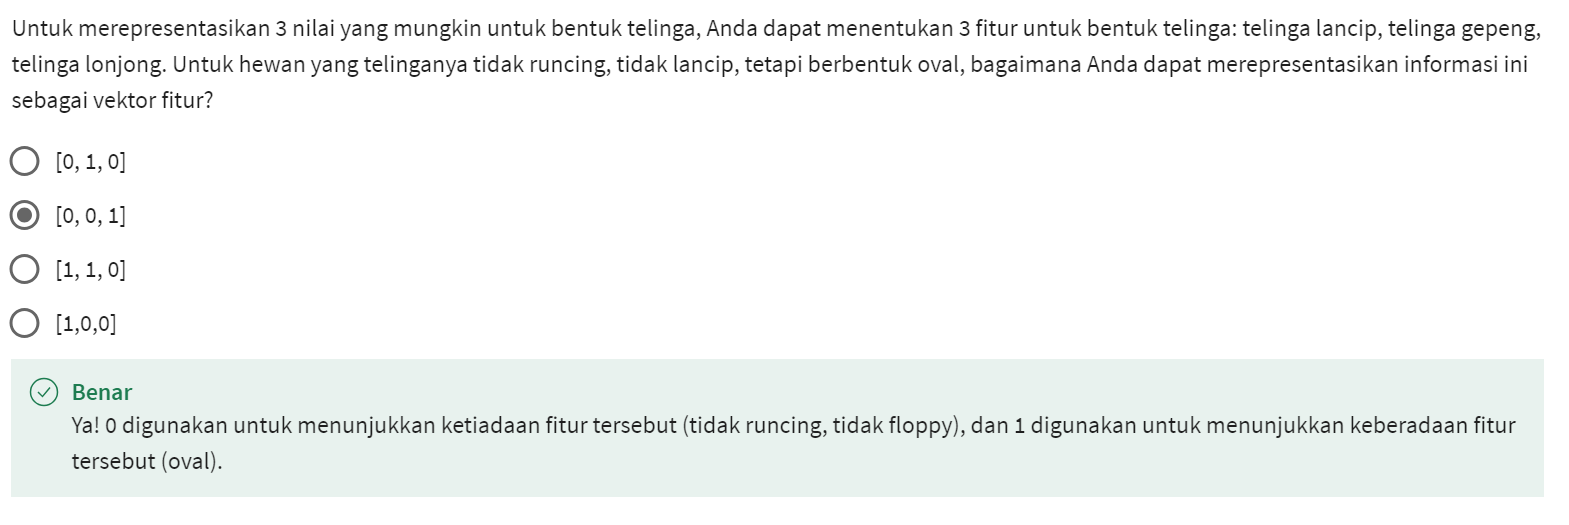 Untuk merepresentasikan 3 nilai yang mungkin untuk bentuk telinga, Anda dapat menentukan 3 fitur untuk bentuk telinga: telinga lancip, telinga gepeng,
telinga lonjong. Untuk hewan yang telinganya tidak runcing, tidak lancip, tetapi berbentuk oval, bagaimana Anda dapat merepresentasikan informasi ini
sebagai vektor fitur?
[0, 1, 0]
[0, 0, 1]
[1, 1, 0]
[1,0,0]
Benar
Ya! 0 digunakan untuk menunjukkan ketiadaan fitur tersebut (tidak runcing, tidak floppy), dan 1 digunakan untuk menunjukkan keberadaan fitur
tersebut (oval).